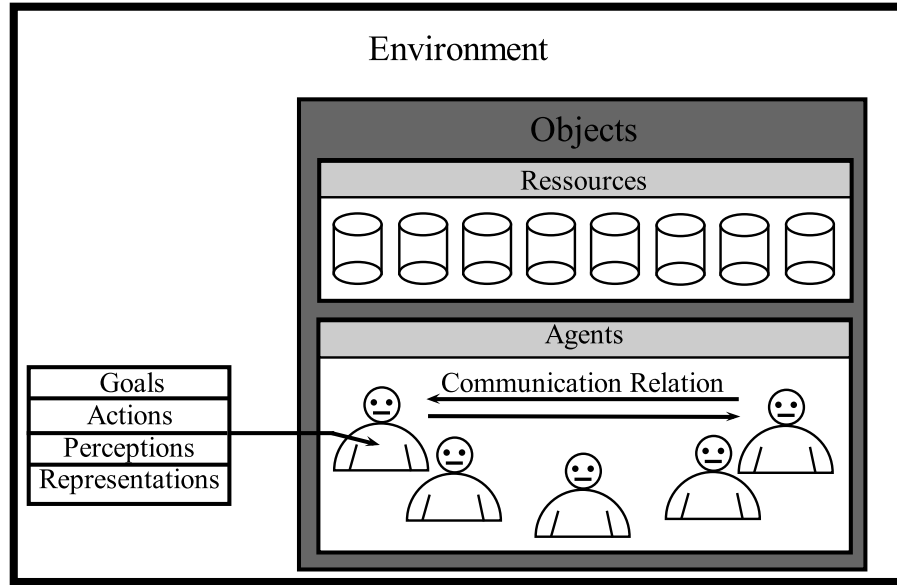 Environment
Objects
Ressources
Agents
Communication Relation
Goals
Actions
Perceptions
Representations